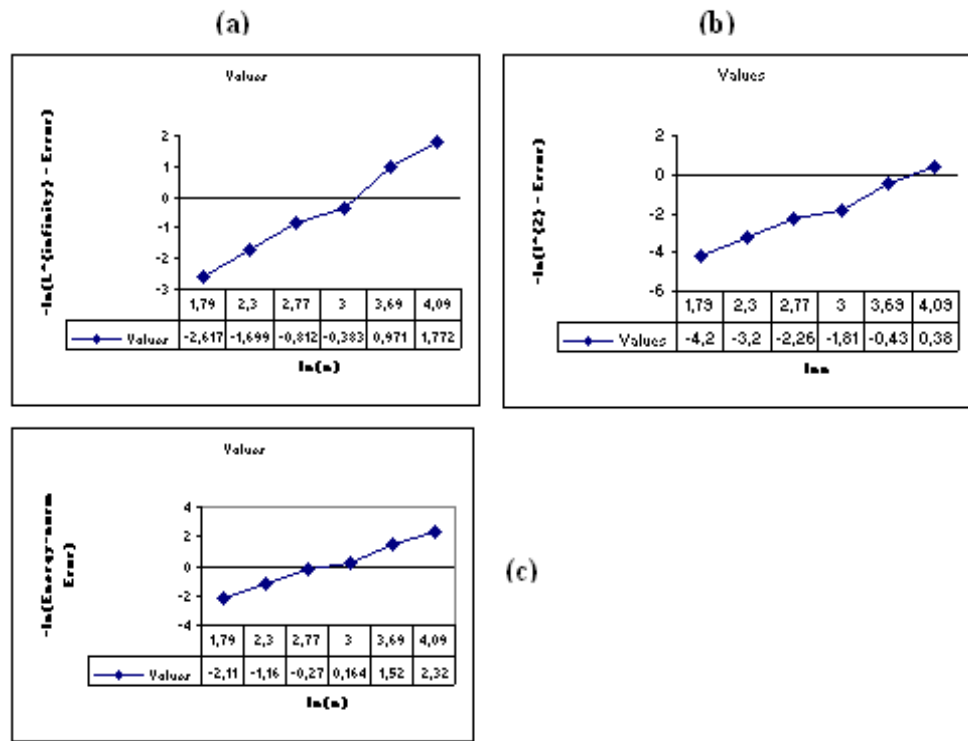 (a)
(b)
Values
-ln(L^{infinity} - Error)
2
1
0
-1
-2
-3
1,79 2,3 2,77 3 3,69 4,09
Values -2,617 -1,699 -0,812 -0,383 0,971 1,772
ln(n)
Values
-ln(l^{2} - Error)
2
0
-2
-4
-6
1,79 2,3 2,77 3 3,69 4,09
Values -4,2 -3,2 -2,26 -1,81 -0,43 0,38
lnn
Values
-ln(Energy-norm
Eror)
4
2
0
-2
-4
1,79 2,3 2,77 3 3,69 4,09
Values -2,11 -1,16 -0,27 0,164 1,52 2,32
ln(n)
(c)